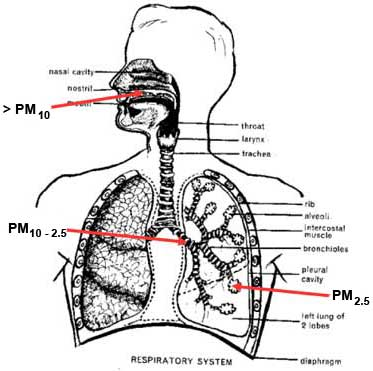 nasal cavity
nostril
> PM10
mouth
throat
larynx
trachea
rib
alveoli
intercostal
muscle
PM10 - 2.5
bronchioles
pleural
cavity
PM2.5
left lung of
2 lobes
RESPIRATORY SYSTEM
diaphragm